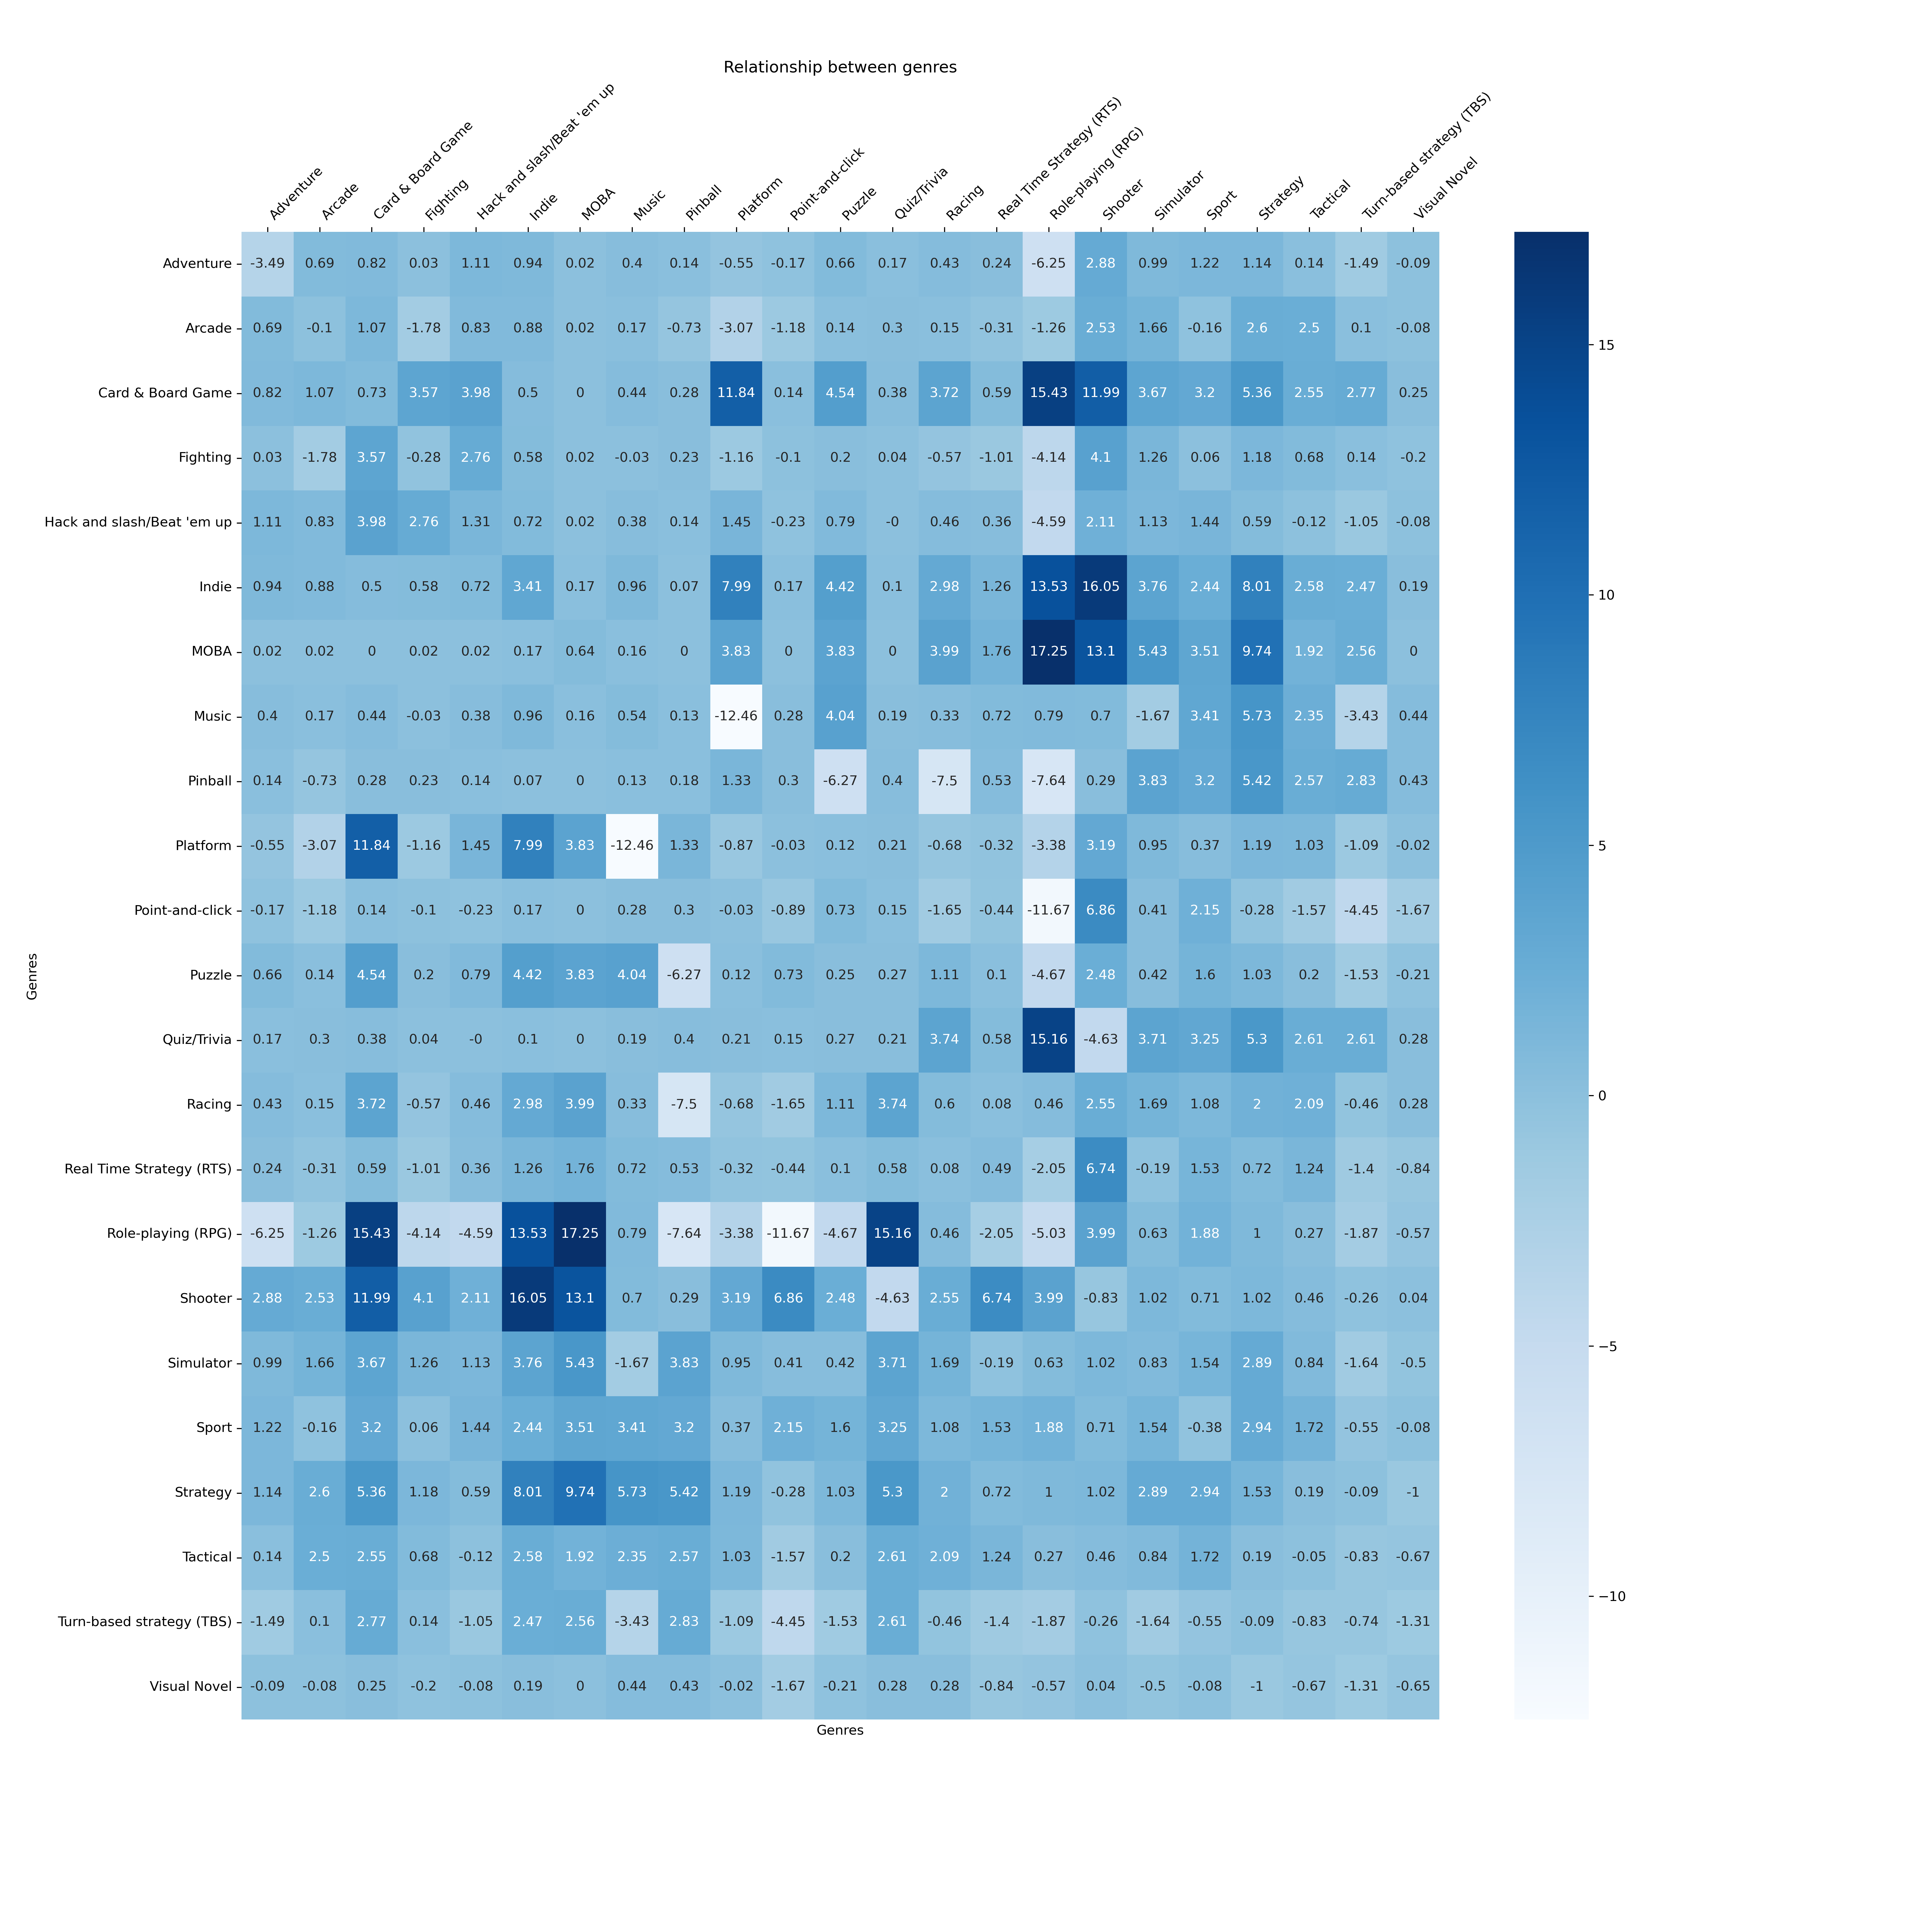 Relationship between genres
Adventure
Arcade
Card & Board Game
Fighting
Hack and slash/Beat 'em up
Indie
MOBA
Music
Pinball
Platform
Point-and-click
Puzzle
Quiz/Trivia
Racing
Real Time Strategy (RTS)
Role-playing (RPG)
Shooter
Simulator
Sport
Strategy
Tactical
Turn-based strategy (TBS)
Visual Novel
Adventure -3.49 0.69 0.82 0.03 1.11 0.94 0.02 0.4 0.14 -0.55 -0.17 0.66 0.17 0.43 0.24 -6.25 2.88 0.99 1.22 1.14 0.14 -1.49 -0.09
Arcade 0.69 -0.1 1.07 -1.78 0.83 0.88 0.02 0.17 -0.73 -3.07 -1.18 0.14 0.3 0.15 -0.31 -1.26 2.53 1.66 -0.16 2.6 2.5 0.1 -0.08
Card & Board Game 0.82 1.07 0.73 3.57 3.98 0.5 0 0.44 0.28 11.84 0.14 4.54 0.38 3.72 0.59 15.43 11.99 3.67 3.2 5.36 2.55 2.77 0.25
Fighting 0.03 -1.78 3.57 -0.28 2.76 0.58 0.02 -0.03 0.23 -1.16 -0.1 0.2 0.04 -0.57 -1.01 -4.14 4.1 1.26 0.06 1.18 0.68 0.14 -0.2
Hack and slash/Beat 'em up 1.11 0.83 3.98 2.76 1.31 0.72 0.02 0.38 0.14 1.45 -0.23 0.79 -0 0.46 0.36 -4.59 2.11 1.13 1.44 0.59 -0.12 -1.05 -0.08
Indie 0.94 0.88 0.5 0.58 0.72 3.41 0.17 0.96 0.07 7.99 0.17 4.42 0.1 2.98 1.26 13.53 16.05 3.76 2.44 8.01 2.58 2.47 0.19
MOBA 0.02 0.02 0 0.02 0.02 0.17 0.64 0.16 0 3.83 0 3.83 0 3.99 1.76 17.25 13.1 5.43 3.51 9.74 1.92 2.56 0
Music 0.4 0.17 0.44 -0.03 0.38 0.96 0.16 0.54 0.13 -12.46 0.28 4.04 0.19 0.33 0.72 0.79 0.7 -1.67 3.41 5.73 2.35 -3.43 0.44
Pinball 0.14 -0.73 0.28 0.23 0.14 0.07 0 0.13 0.18 1.33 0.3 -6.27 0.4 -7.5 0.53 -7.64 0.29 3.83 3.2 5.42 2.57 2.83 0.43
Platform -0.55 -3.07 11.84 -1.16 1.45 7.99 3.83 -12.46 1.33 -0.87 -0.03 0.12 0.21 -0.68 -0.32 -3.38 3.19 0.95 0.37 1.19 1.03 -1.09 -0.02
Point-and-click -0.17 -1.18 0.14 -0.1 -0.23 0.17 0 0.28 0.3 -0.03 -0.89 0.73 0.15 -1.65 -0.44 -11.67 6.86 0.41 2.15 -0.28 -1.57 -4.45 -1.67
Puzzle 0.66 0.14 4.54 0.2 0.79 4.42 3.83 4.04 -6.27 0.12 0.73 0.25 0.27 1.11 0.1 -4.67 2.48 0.42 1.6 1.03 0.2 -1.53 -0.21
Quiz/Trivia 0.17 0.3 0.38 0.04 -0 0.1 0 0.19 0.4 0.21 0.15 0.27 0.21 3.74 0.58 15.16 -4.63 3.71 3.25 5.3 2.61 2.61 0.28
Racing 0.43 0.15 3.72 -0.57 0.46 2.98 3.99 0.33 -7.5 -0.68 -1.65 1.11 3.74 0.6 0.08 0.46 2.55 1.69 1.08 2 2.09 -0.46 0.28
Real Time Strategy (RTS) 0.24 -0.31 0.59 -1.01 0.36 1.26 1.76 0.72 0.53 -0.32 -0.44 0.1 0.58 0.08 0.49 -2.05 6.74 -0.19 1.53 0.72 1.24 -1.4 -0.84
Role-playing (RPG) -6.25 -1.26 15.43 -4.14 -4.59 13.53 17.25 0.79 -7.64 -3.38 -11.67 -4.67 15.16 0.46 -2.05 -5.03 3.99 0.63 1.88 1 0.27 -1.87 -0.57
Shooter 2.88 2.53 11.99 4.1 2.11 16.05 13.1 0.7 0.29 3.19 6.86 2.48 -4.63 2.55 6.74 3.99 -0.83 1.02 0.71 1.02 0.46 -0.26 0.04
Simulator 0.99 1.66 3.67 1.26 1.13 3.76 5.43 -1.67 3.83 0.95 0.41 0.42 3.71 1.69 -0.19 0.63 1.02 0.83 1.54 2.89 0.84 -1.64 -0.5
Sport 1.22 -0.16 3.2 0.06 1.44 2.44 3.51 3.41 3.2 0.37 2.15 1.6 3.25 1.08 1.53 1.88 0.71 1.54 -0.38 2.94 1.72 -0.55 -0.08
Strategy 1.14 2.6 5.36 1.18 0.59 8.01 9.74 5.73 5.42 1.19 -0.28 1.03 5.3 2 0.72 1 1.02 2.89 2.94 1.53 0.19 -0.09 -1
Tactical 0.14 2.5 2.55 0.68 -0.12 2.58 1.92 2.35 2.57 1.03 -1.57 0.2 2.61 2.09 1.24 0.27 0.46 0.84 1.72 0.19 -0.05 -0.83 -0.67
Turn-based strategy (TBS) -1.49 0.1 2.77 0.14 -1.05 2.47 2.56 -3.43 2.83 -1.09 -4.45 -1.53 2.61 -0.46 -1.4 -1.87 -0.26 -1.64 -0.55 -0.09 -0.83 -0.74 -1.31
Visual Novel -0.09 -0.08 0.25 -0.2 -0.08 0.19 0 0.44 0.43 -0.02 -1.67 -0.21 0.28 0.28 -0.84 -0.57 0.04 -0.5 -0.08 -1 -0.67 -1.31 -0.65
Genres
Genres
15
10
5
0
−5
−10